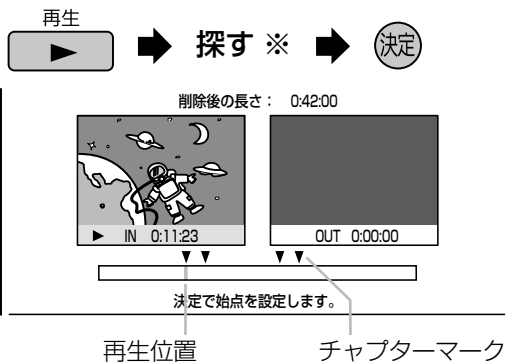 再生
探す ※ 決定
削除後の長さ： 0:42:00
IN 0:11:23
OUT 0:00:00
決定で始点を設定します。
再生位置
チャプターマーク